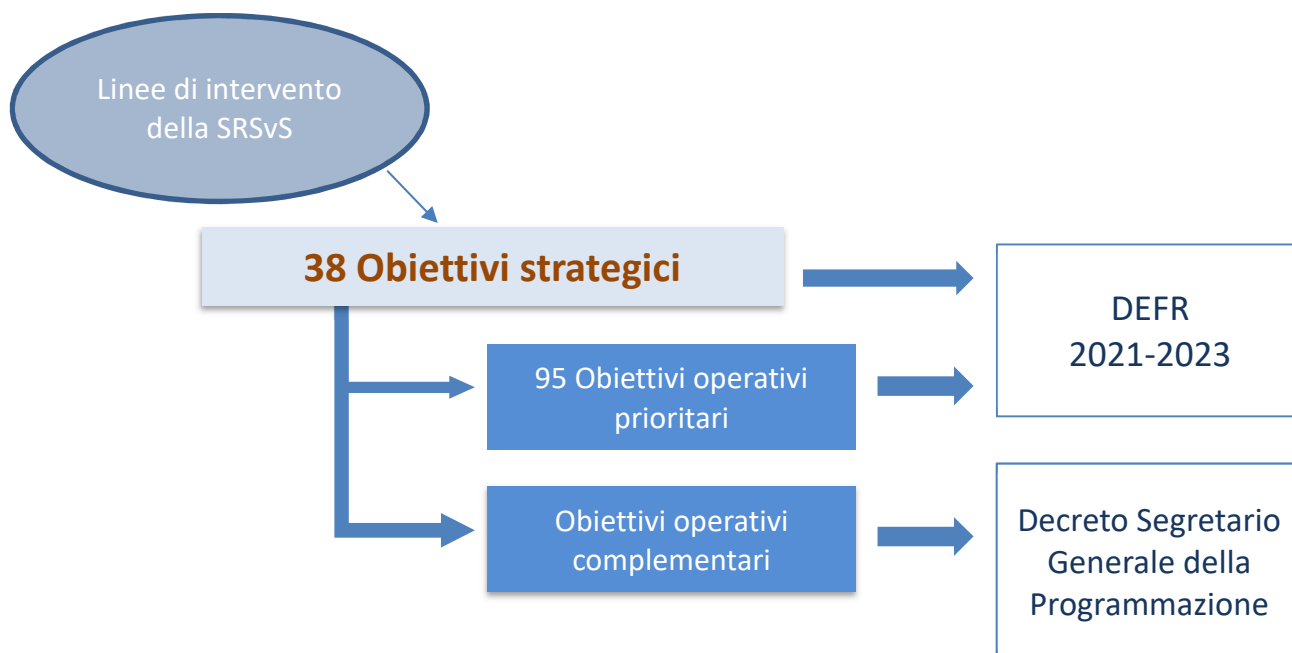 Linee di intervento
della SRSvS
38 Obiettivi strategici
DEFR
2021-2023
95 Obiettivi operativi
prioritari
Obiettivi operativi
complementari
Decreto Segretario
Generale della
Programmazione